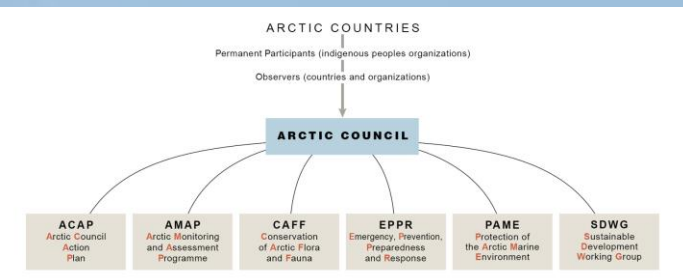 ARCTIC COUNTRIES
Permanent Participants (indigenous peoples organizations)
Observers (countries and organizations)
ARCTIC COUNCIL
ACAP
Arctic Council
Action
Plan
AMAP
Arctic Monitoring
and Assessment
Programme
CAFF
Conservation
of Arctic Flora
and Fauna
EPPR
Emergency, Prevention,
Preparedness
and Response
PAME
Protection of
the Arctic Marine
Environment
SDWG
Sustainable
Development
Working Group